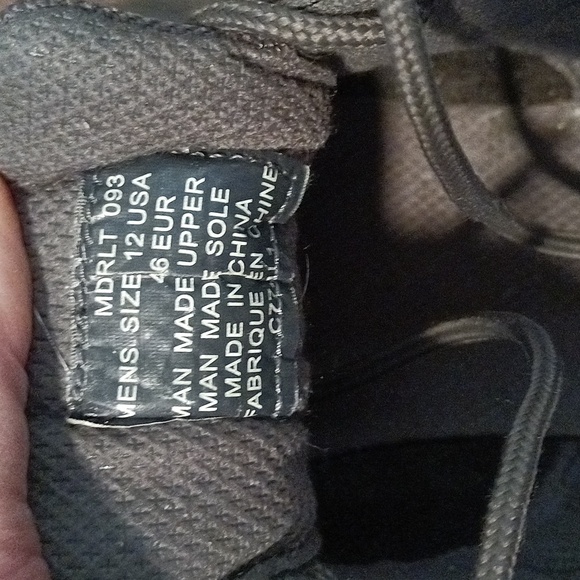 MDRLT 093
MENS SIZE 12 USA
46 EUR
MAN MADE UPPER
MAN MADE SOLE
MADE IN CHINA
FABRIQUE EN CHINE